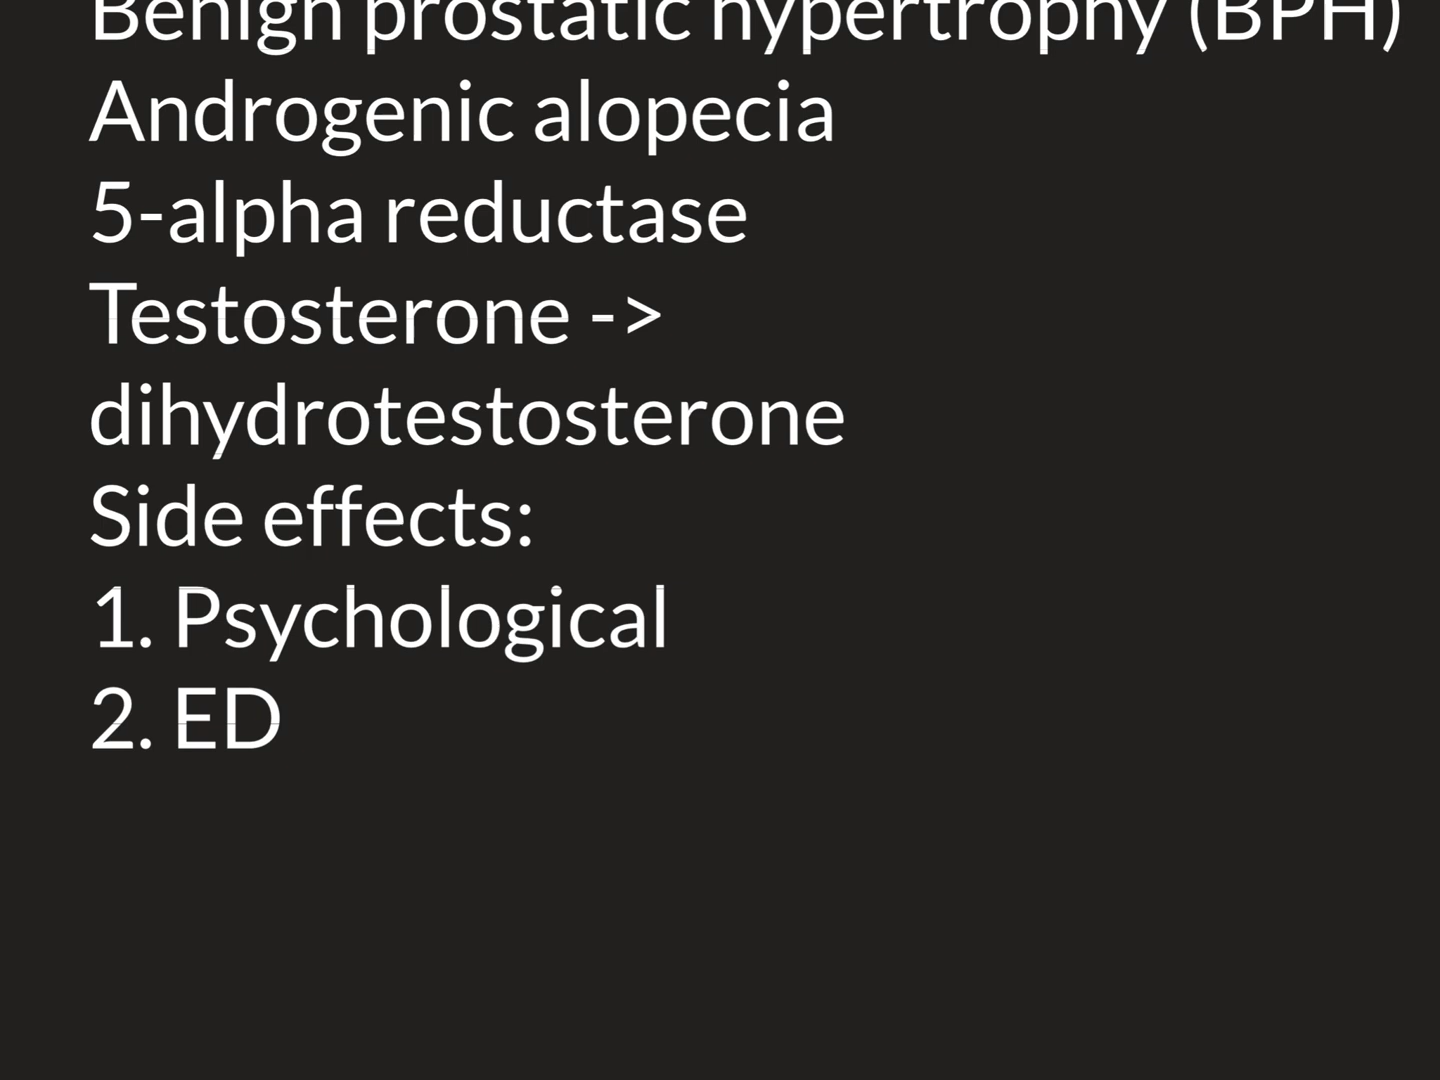 Benign prostatic hypertrophy (BPH)
Androgenic alopecia
5-alpha reductase
Testosterone ->
dihydrotestosterone
Side effects:
1. Psychological
2. ED